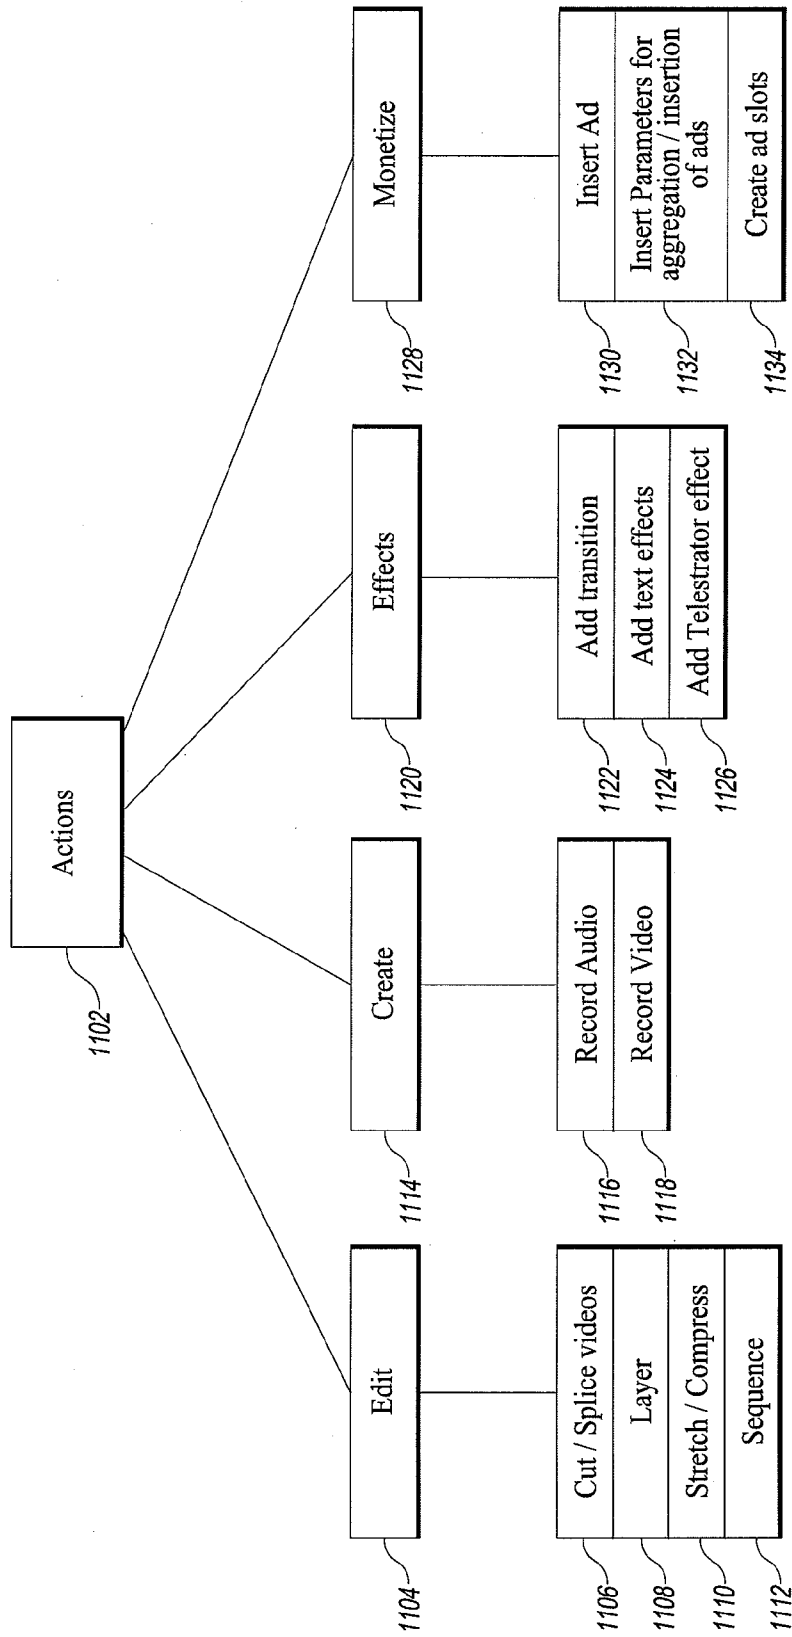 Actions
1102
Edit
1104
Cut / Splice videos
1106
Layer
1108
Stretch / Compress
1110
Sequence
1112
Create
1114
Record Audio
1116
Record Video
1118
Effects
1120
Add transition
1122
Add text effects
1124
Add Telestrator effect
1126
Monetize
1128
Insert Ad
1130
Insert Parameters for
aggregation / insertion
of ads
1132
Create ad slots
1134